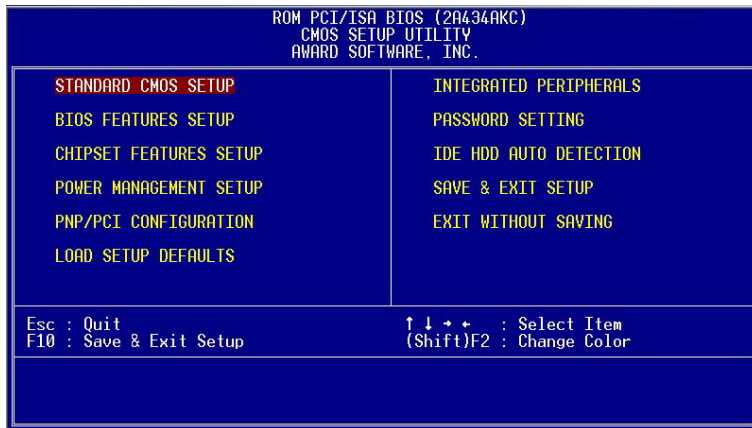 ROM PCI/ISA BIOS (2A434AKC)
CMOS SETUP UTILITY
AWARD SOFTWARE, INC.
STANDARD CMOS SETUP
BIOS FEATURES SETUP
CHIPSET FEATURES SETUP
POWER MANAGEMENT SETUP
PNP/PCI CONFIGURATION
LOAD SETUP DEFAULTS
INTEGRATED PERIPHERALS
PASSWORD SETTING
IDE HDD AUTO DETECTION
SAVE & EXIT SETUP
EXIT WITHOUT SAVING
Esc : Quit
F10 : Save & Exit Setup
↑ ↓ → ← : Select Item
(Shift)F2 : Change Color